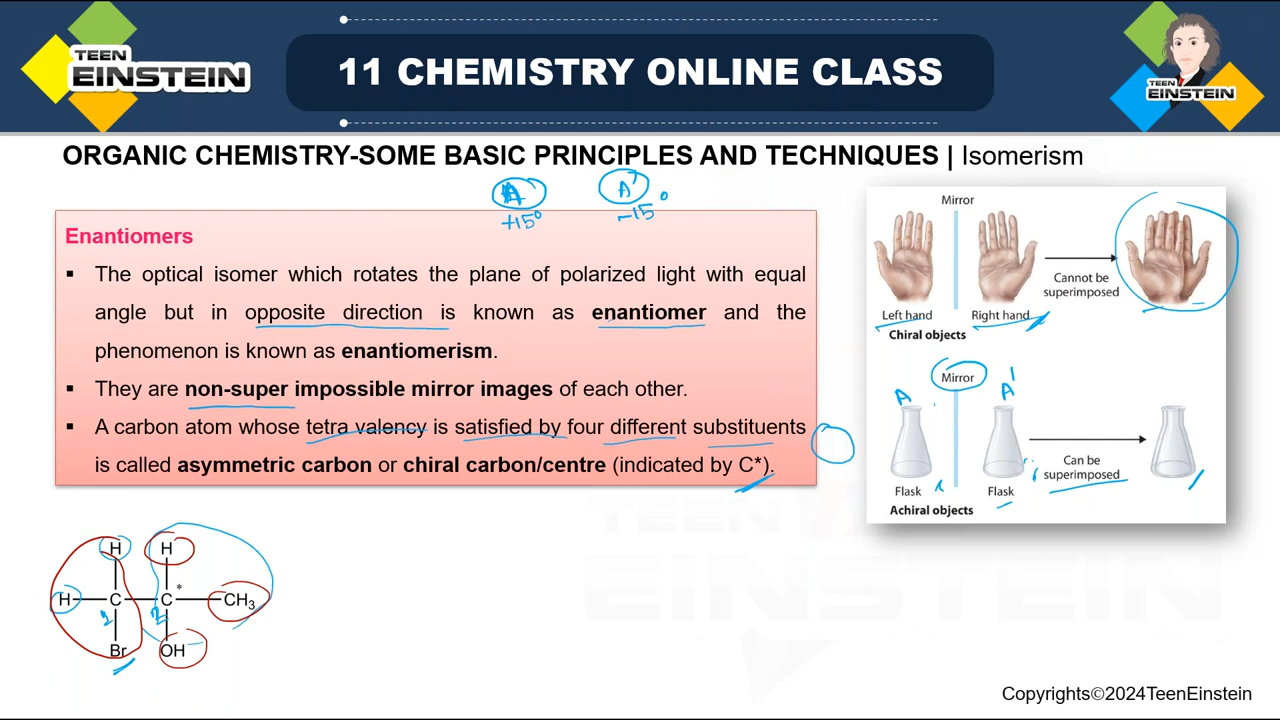 TEEN
EINSTEIN
11 CHEMISTRY ONLINE CLASS
TEEN
EINSTEIN
ORGANIC CHEMISTRY-SOME BASIC PRINCIPLES AND TECHNIQUES | Isomerism
A A'
+15° -15°
Enantiomers
▪ The optical isomer which rotates the plane of polarized light with equal
angle but in opposite direction is known as enantiomer and the
phenomenon is known as enantiomerism.
▪ They are non-super impossible mirror images of each other.
▪ A carbon atom whose tetra valency is satisfied by four different substituents
is called asymmetric carbon or chiral carbon/centre (indicated by C*).
Mirror
Cannot be
superimposed
Left hand Right hand
Chiral objects
Mirror
A A'
Can be
superimposed
Flask Flask
Achiral objects
H H
H C C * CH3
1 2
Br OH
TEEN
EINSTEIN
Copyrights©2024TeenEinstein